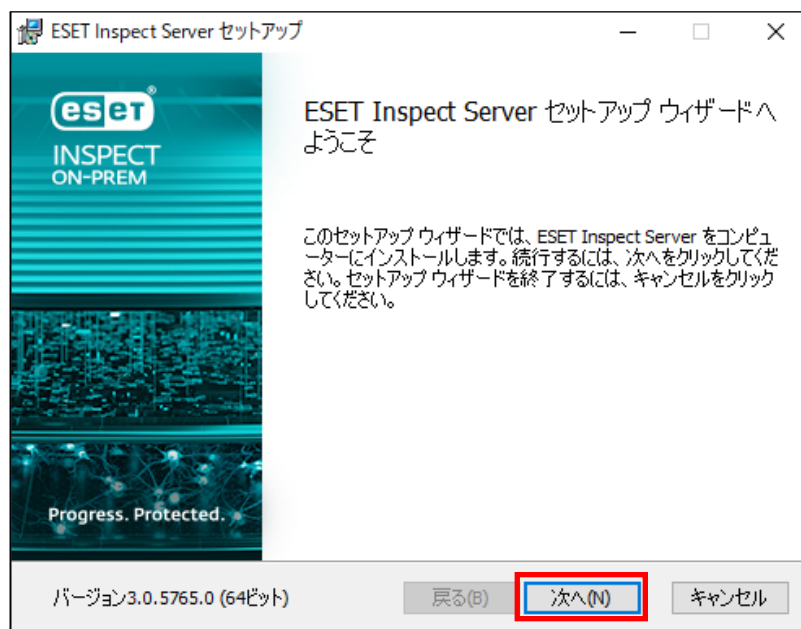 ESET Inspect Server セットアップ
eseT®
INSPECT
ON-PREM
ESET Inspect Server セットアップ ウィザードへ
ようこそ
このセットアップ ウィザードでは、ESET Inspect Server をコンピュ
ーターにインストールします。続行するには、次へをクリックしてくだ
さい。セットアップ ウィザードを終了するには、キャンセルをクリック
してください。
Progress. Protected.
バージョン3.0.5765.0 (64ビット)
戻る(B)
次へ(N)
キャンセル